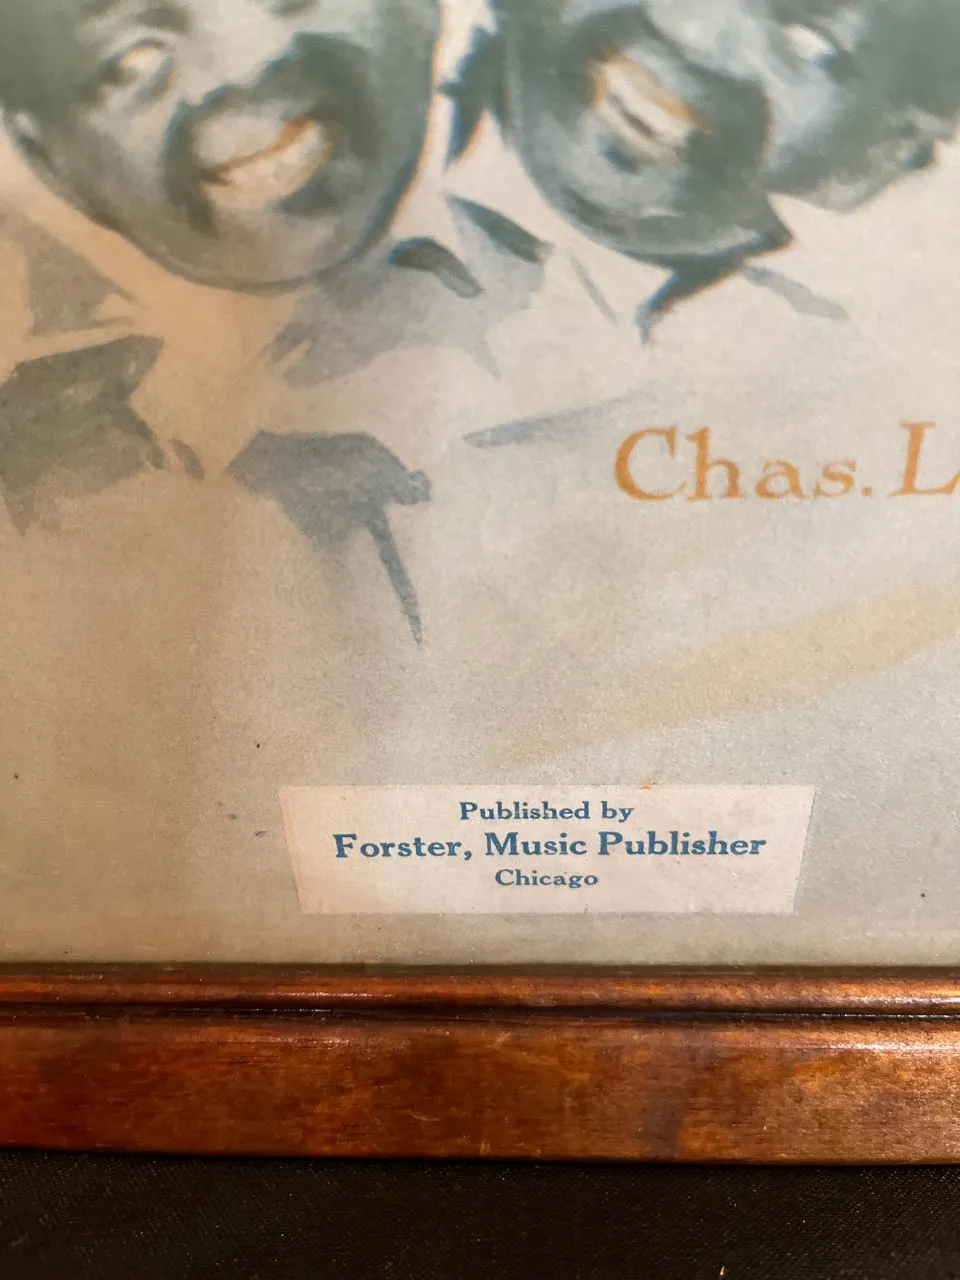 Chas. L
Published by
Forster, Music Publisher
Chicago